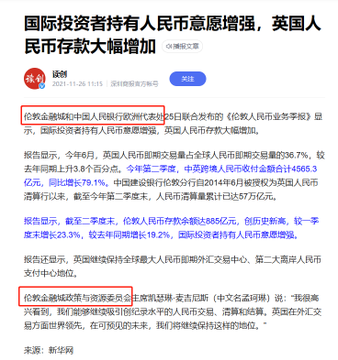 国际投资者持有人民币意愿增强，英国人
民币存款大幅增加 播报文章
读创
读创
2021-11-26 11:15 | 深圳商报官方帐号
关注
伦敦金融城和中国人民银行欧洲代表处25日联合发布的《伦敦人民币业务季报》显
示，国际投资者持有人民币意愿增强，英国人民币存款大幅增加。
报告显示，今年6月，英国人民币即期交易量占全球人民币即期交易量的36.7%，较
去年同期上升3.8个百分点。今年第二季度，中英跨境人民币收付金额合计4565.3
亿元，同比增长79.1%。中国建设银行伦敦分行自2014年6月被授权为英国人民币
清算行以来，截至今年第二季度末，人民币清算量累计已达57万亿元。
报告显示，截至二季度末，伦敦人民币存款余额达885亿元，创历史新高，较一季
度末增长23.3%，较去年同期增长19.2%，国际投资者持有人民币意愿增强。
报告还显示，英国继续保持全球最大人民币即期外汇交易中心、第二大离岸人民币
支付中心地位。
伦敦金融城政策与资源委员会主席凯瑟琳·麦吉尼斯（中文名孟珂琳）说：“我很高
兴看到，我们能够继续吸引创纪录水平的人民币交易、清算和结算。英国在外汇交
易方面世界领先，在可预见的未来，我们将继续保持这样的地位。”
来源：新华网